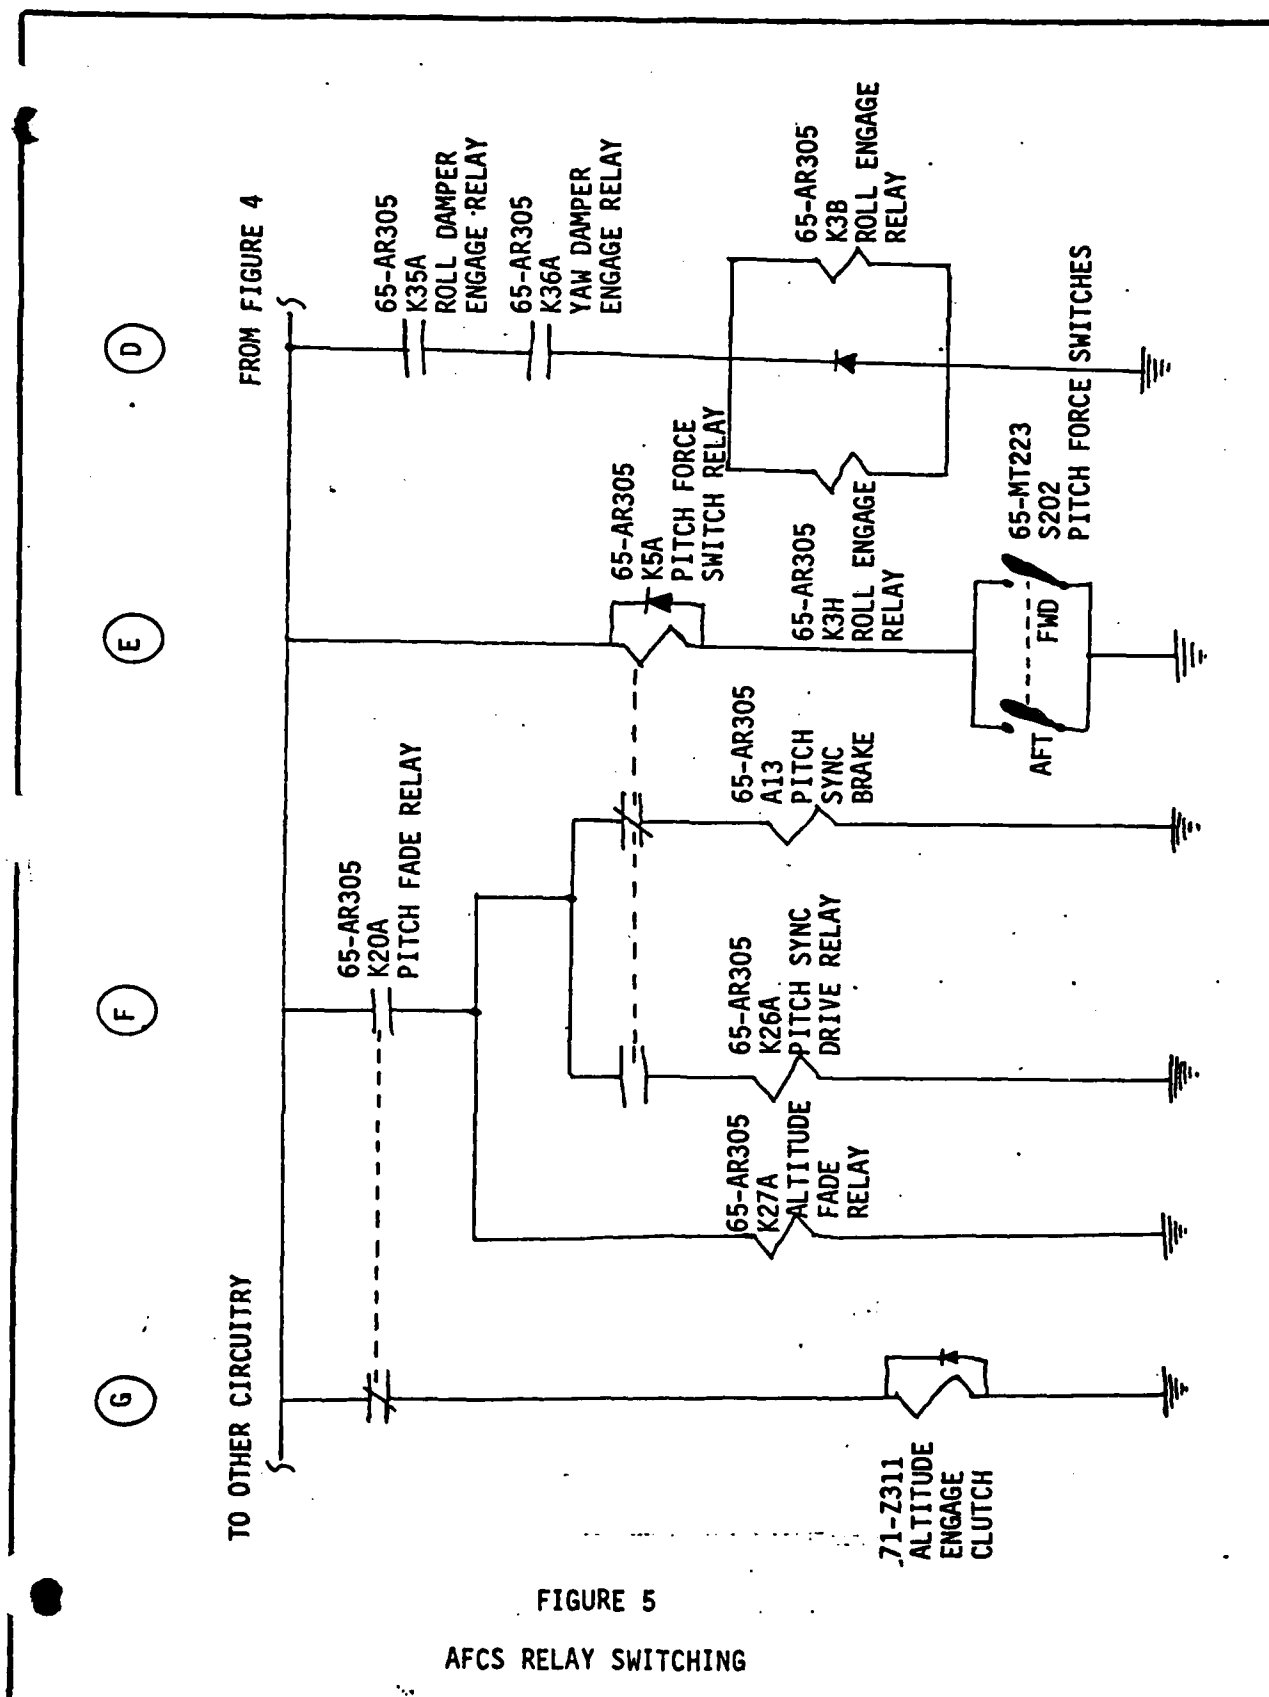 D
E
F
G
FROM FIGURE 4
TO OTHER CIRCUITRY
65-AR305
K35A
ROLL DAMPER
ENGAGE RELAY
65-AR305
K36A
YAW DAMPER
ENGAGE RELAY
65-AR305
K3B
ROLL ENGAGE
RELAY
65-AR305
K3H
ROLL ENGAGE
RELAY
65-AR305
K5A
PITCH FORCE
SWITCH RELAY
65-MT223
S202
PITCH FORCE SWITCHES
FWD
AFT
65-AR305
K20A
PITCH FADE RELAY
65-AR305
A13
PITCH
SYNC
BRAKE
65-AR305
K26A
PITCH SYNC
DRIVE RELAY
65-AR305
K27A
ALTITUDE
FADE
RELAY
71-Z311
ALTITUDE
ENGAGE
CLUTCH
FIGURE 5
AFCS RELAY SWITCHING